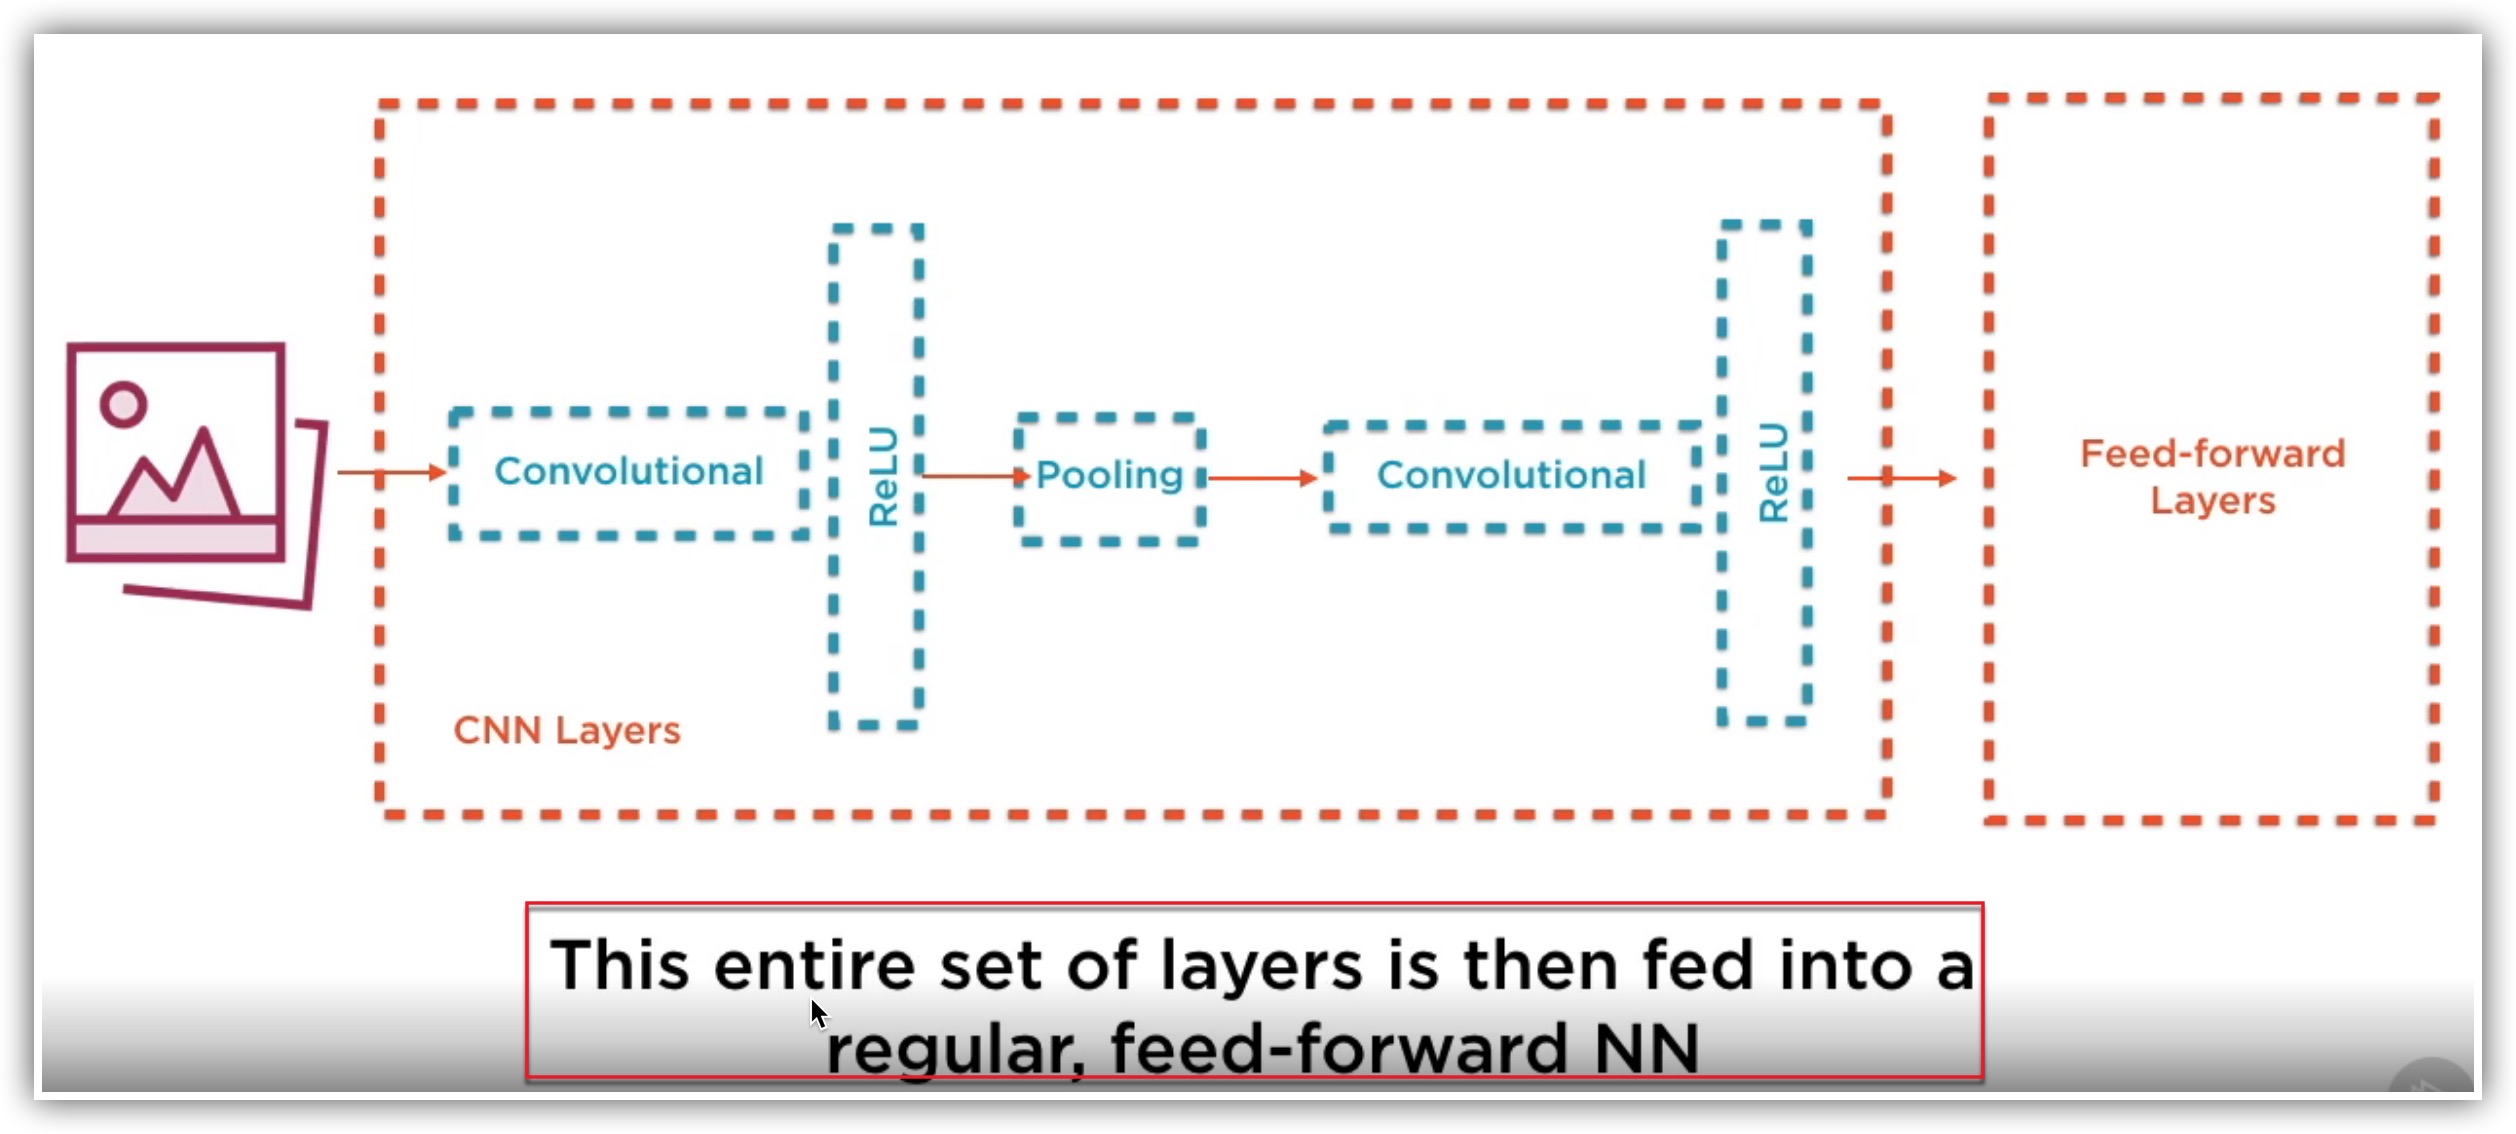 Convolutional
ReLU
Pooling
Convolutional
ReLU
Feed-forward
Layers
CNN Layers
This entire set of layers is then fed into a
regular, feed-forward NN